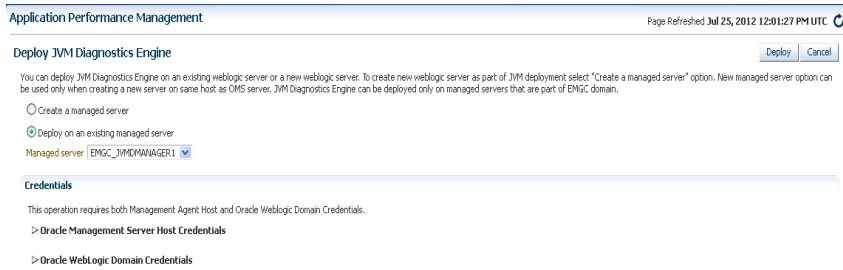 Application Performance Management
Page Refreshed Jul 25, 2012 12:01:27 PM UTC
Deploy JVM Diagnostics Engine
Deploy
Cancel
You can deploy JVM Diagnostics Engine on an existing weblogic server or a new weblogic server. To create new weblogic server as part of JVM deployment select "Create a managed server" option. New managed server option can
be used only when creating a new server on same host as OMS server. JVM Diagnostics Engine can be deployed only on managed servers that are part of EMGC domain.
Create a managed server
Deploy on an existing managed server
Managed server EMGC_JVMDMANAGER1
Credentials
This operation requires both Management Agent Host and Oracle Weblogic Domain Credentials.
Oracle Management Server Host Credentials
Oracle WebLogic Domain Credentials